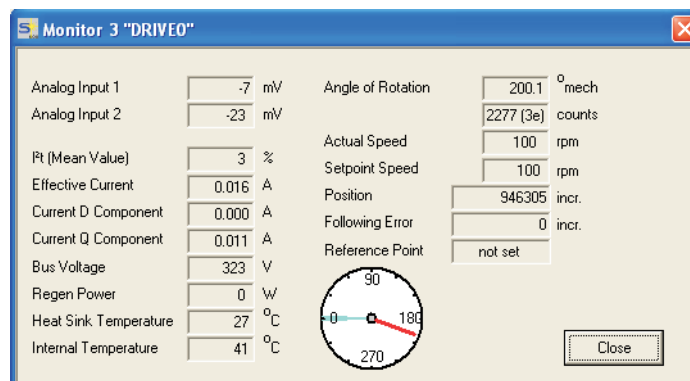 Monitor 3 "DRIVE0"
Analog Input 1 -7 mV
Analog Input 2 -23 mV
I²t (Mean Value) 3 %
Effective Current 0.016 A
Current D Component 0.000 A
Current Q Component 0.011 A
Bus Voltage 323 V
Regen Power 0 W
Heat Sink Temperature 27 °C
Internal Temperature 41 °C
Angle of Rotation 200.1 °mech
2277 (3e) counts
Actual Speed 100 rpm
Setpoint Speed 100 rpm
Position 946305 incr.
Following Error 0 incr.
Reference Point not set
90
0 180
270
Close